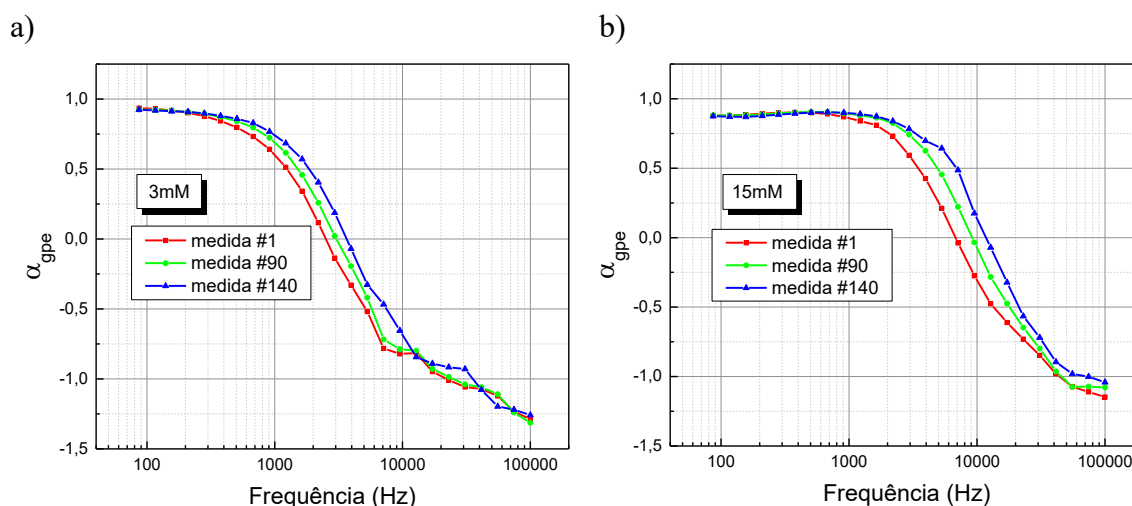 a)
1.0
0.5
0.0
-0.5
-1.0
-1,5
α_gpe
3mM
medida #1
medida #90
medida #140
100
1000
10000
100000
Frequência (Hz)
b)
1.0
0.5
0.0
-0.5
-1.0
-1,5
α_gpe
15mM
medida #1
medida #90
medida #140
100
1000
10000
100000
Frequência (Hz)